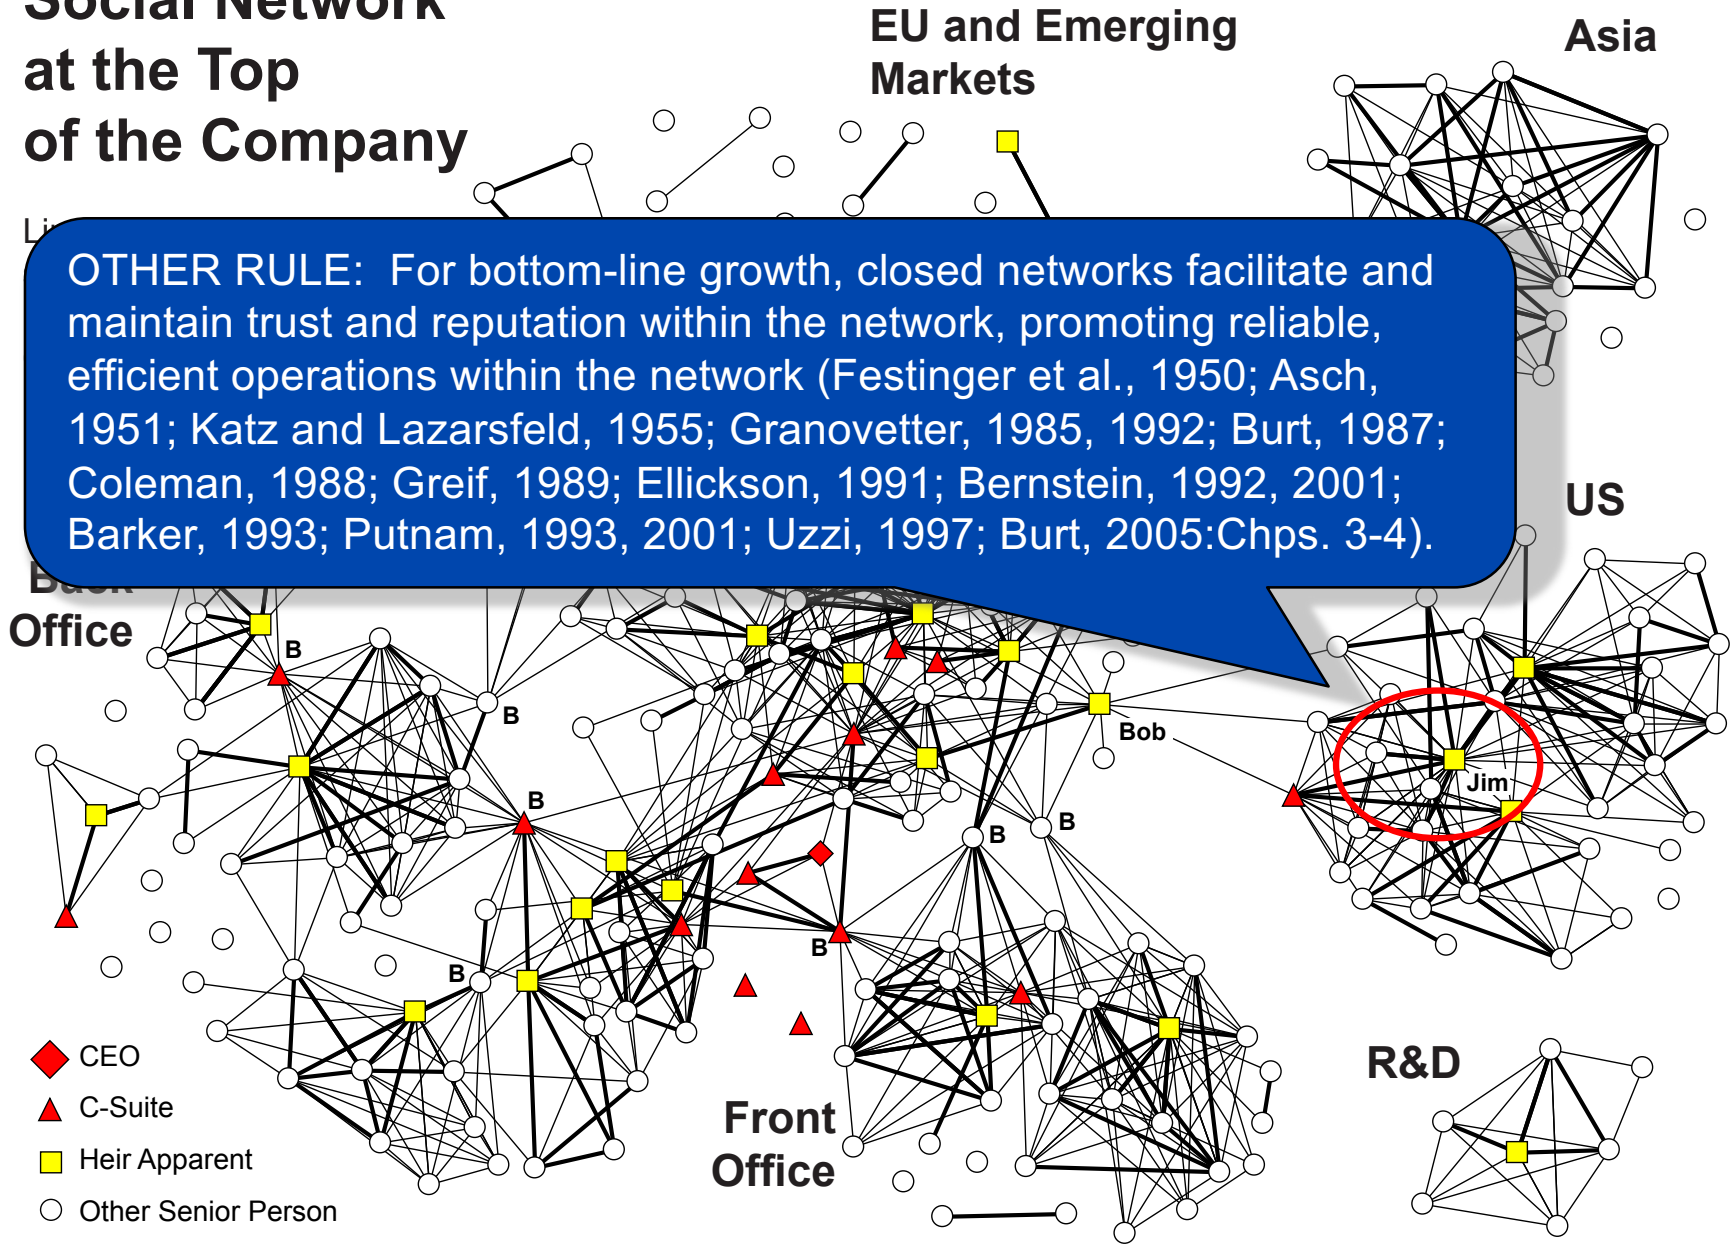 Social Network
at the Top
of the Company
EU and Emerging
Markets
Asia
OTHER RULE: For bottom-line growth, closed networks facilitate and
maintain trust and reputation within the network, promoting reliable,
efficient operations within the network (Festinger et al., 1950; Asch,
1951; Katz and Lazarsfeld, 1955; Granovetter, 1985, 1992; Burt, 1987;
Coleman, 1988; Greif, 1989; Ellickson, 1991; Bernstein, 1992, 2001;
Barker, 1993; Putnam, 1993, 2001; Uzzi, 1997; Burt, 2005:Chps. 3-4).
US
Back
Office
B
B
Bob
Jim
B
B
B
B
B
CEO
C-Suite
Heir Apparent
Other Senior Person
Front
Office
R&D